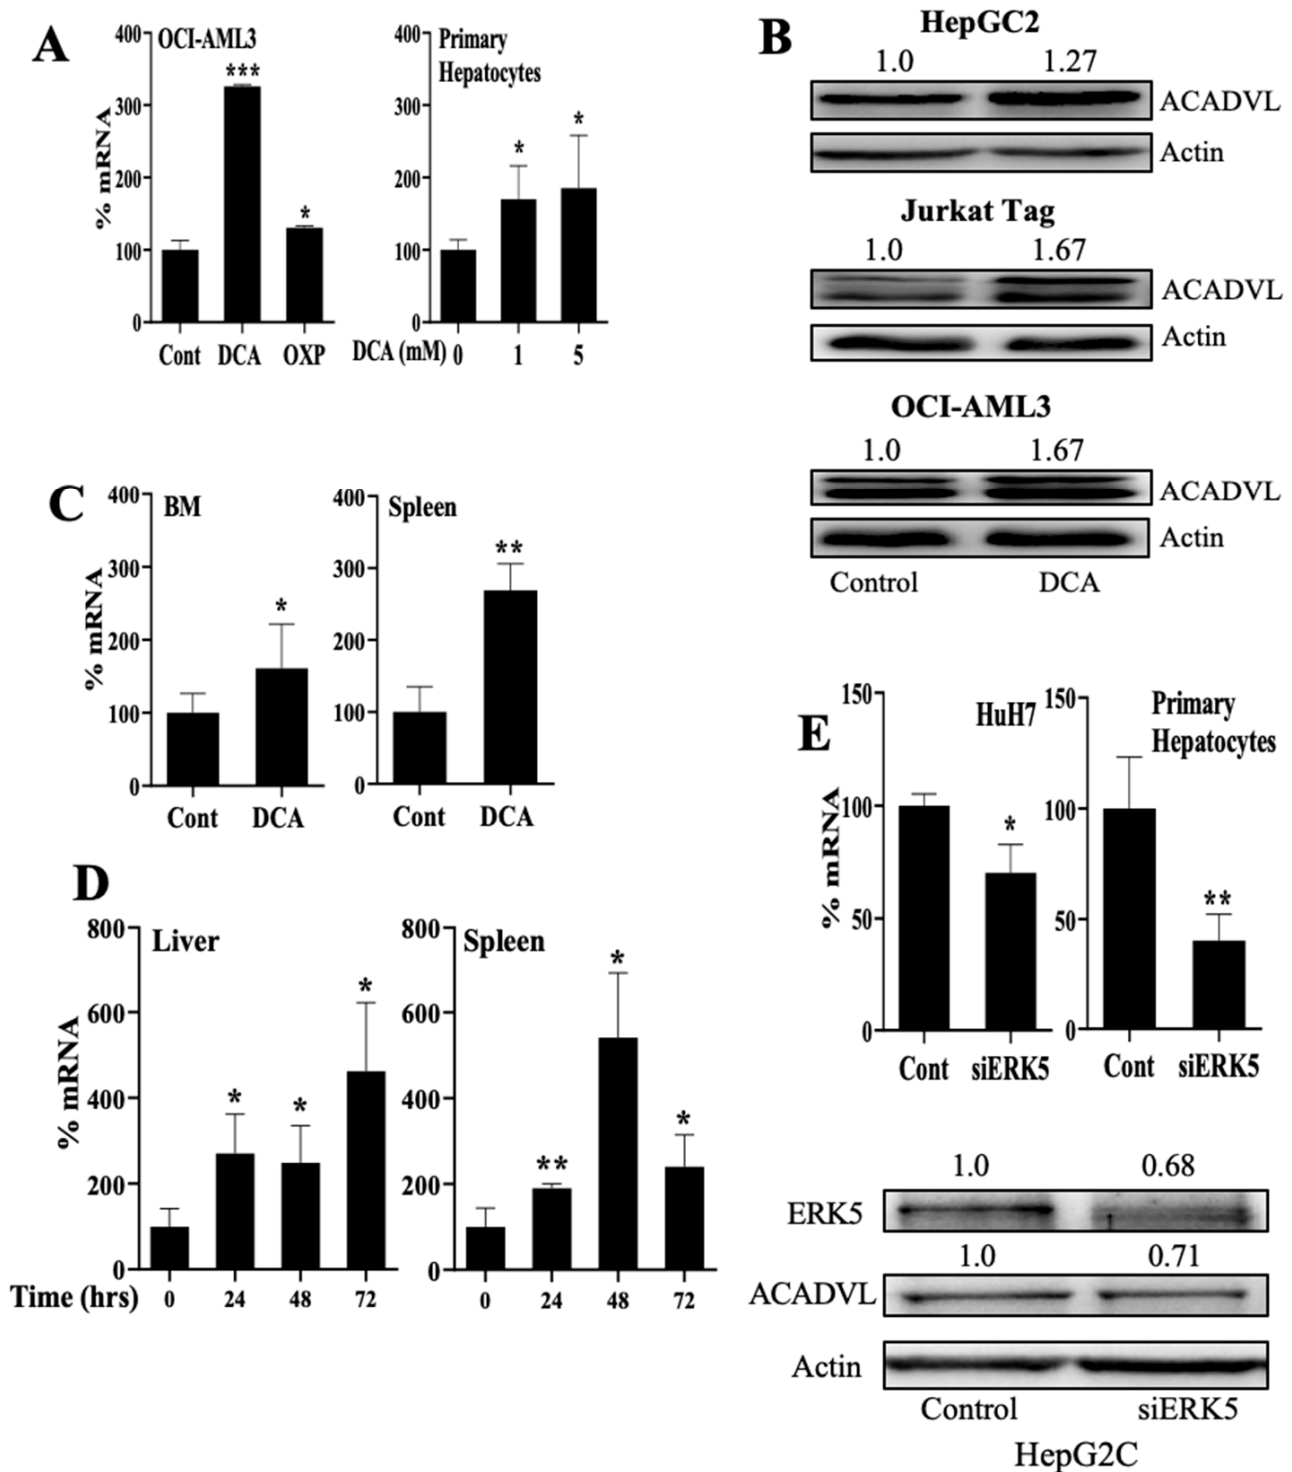 A
OCI-AML3
400
300
200
100
0
% mRNA
***
*
Cont DCA OXP
Primary
Hepatocytes
400
300
200
100
0
*
*
DCA (mM) 0 1 5
B
HepGC2
1.0 1.27
ACADVL
Actin
Jurkat Tag
1.0 1.67
ACADVL
Actin
OCI-AML3
1.0 1.67
ACADVL
Actin
Control DCA
C
BM
400
300
200
100
0
% mRNA
*
Cont DCA
Spleen
400
300
200
100
0
**
Cont DCA
D
Liver
800
600
400
200
0
% mRNA
*
*
*
Time (hrs) 0 24 48 72
Spleen
800
600
400
200
0
**
*
*
0 24 48 72
E
HuH7
150
100
50
0
% mRNA
*
Cont siERK5
Primary
Hepatocytes
150
100
50
0
**
Cont siERK5
1.0 0.68
ERK5
1.0 0.71
ACADVL
Actin
Control siERK5
HepG2C